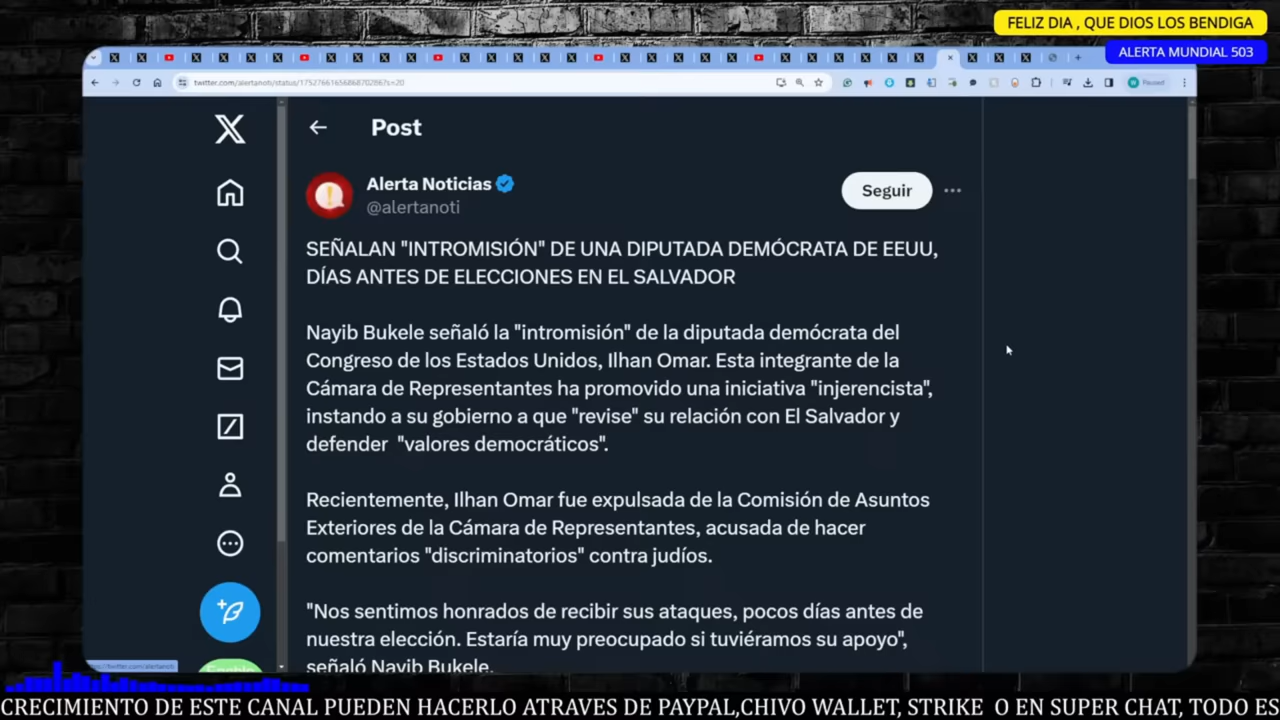 FELIZ DIA , QUE DIOS LOS BENDIGA
ALERTA MUNDIAL 503
Paused
Post
Alerta Noticias
@alertanoti
Seguir
SEÑALAN "INTROMISIÓN" DE UNA DIPUTADA DEMÓCRATA DE EEUU,
DÍAS ANTES DE ELECCIONES EN EL SALVADOR
Nayib Bukele señaló la "intromisión" de la diputada demócrata del
Congreso de los Estados Unidos, Ilhan Omar. Esta integrante de la
Cámara de Representantes ha promovido una iniciativa "injerencista",
instando a su gobierno a que "revise" su relación con El Salvador y
defender "valores democráticos".
Recientemente, Ilhan Omar fue expulsada de la Comisión de Asuntos
Exteriores de la Cámara de Representantes, acusada de hacer
comentarios "discriminatorios" contra judíos.
"Nos sentimos honrados de recibir sus ataques, pocos días antes de
nuestra elección. Estaría muy preocupado si tuviéramos su apoyo",
señaló Nayib Bukele.
CRECIMIENTO DE ESTE CANAL PUEDEN HACERLO ATRAVES DE PAYPAL,CHIVO WALLET, STRIKE O EN SUPER CHAT, TODO ES